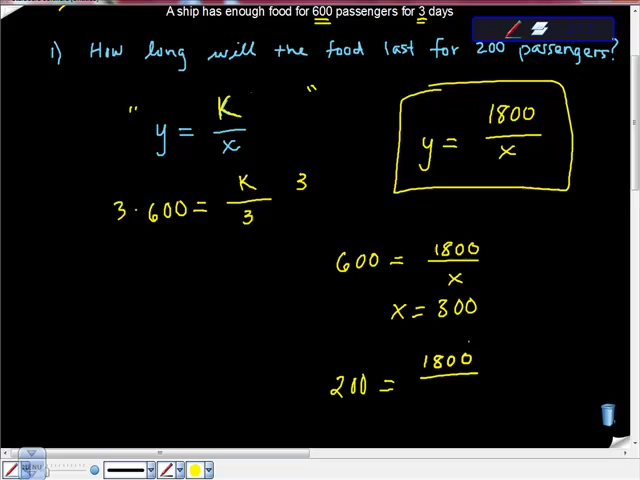 A ship has enough food for 600 passengers for 3 days
1) How long will the food last for 200 passengers?
" y = K / x "
y = 1800 / x
3 · 600 = K / 3 3
600 = 1800 / x
x = 300
200 = 1800
MENU